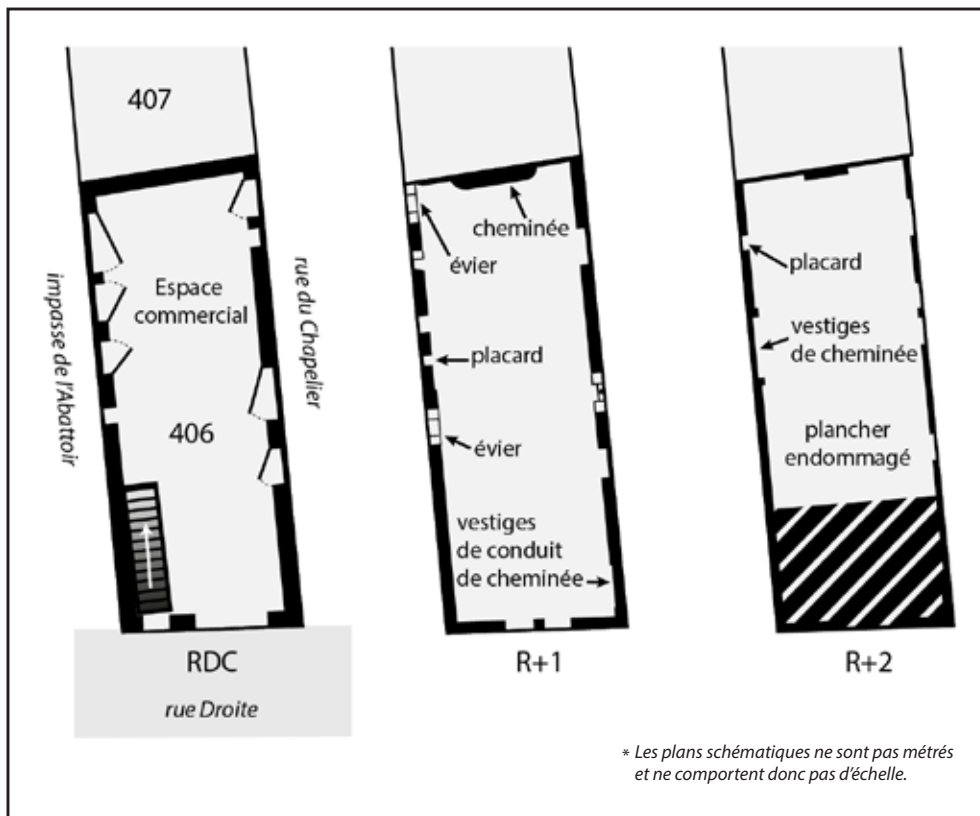 407
Espace
commercial
impasse de l'Abattoir
rue du Chapelier
406
RDC
rue Droite
cheminée
évier
placard
évier
vestiges
de conduit
de cheminée
R+1
placard
vestiges
de cheminée
plancher
endommagé
R+2
* Les plans schématiques ne sont pas métrés
et ne comportent donc pas d'échelle.